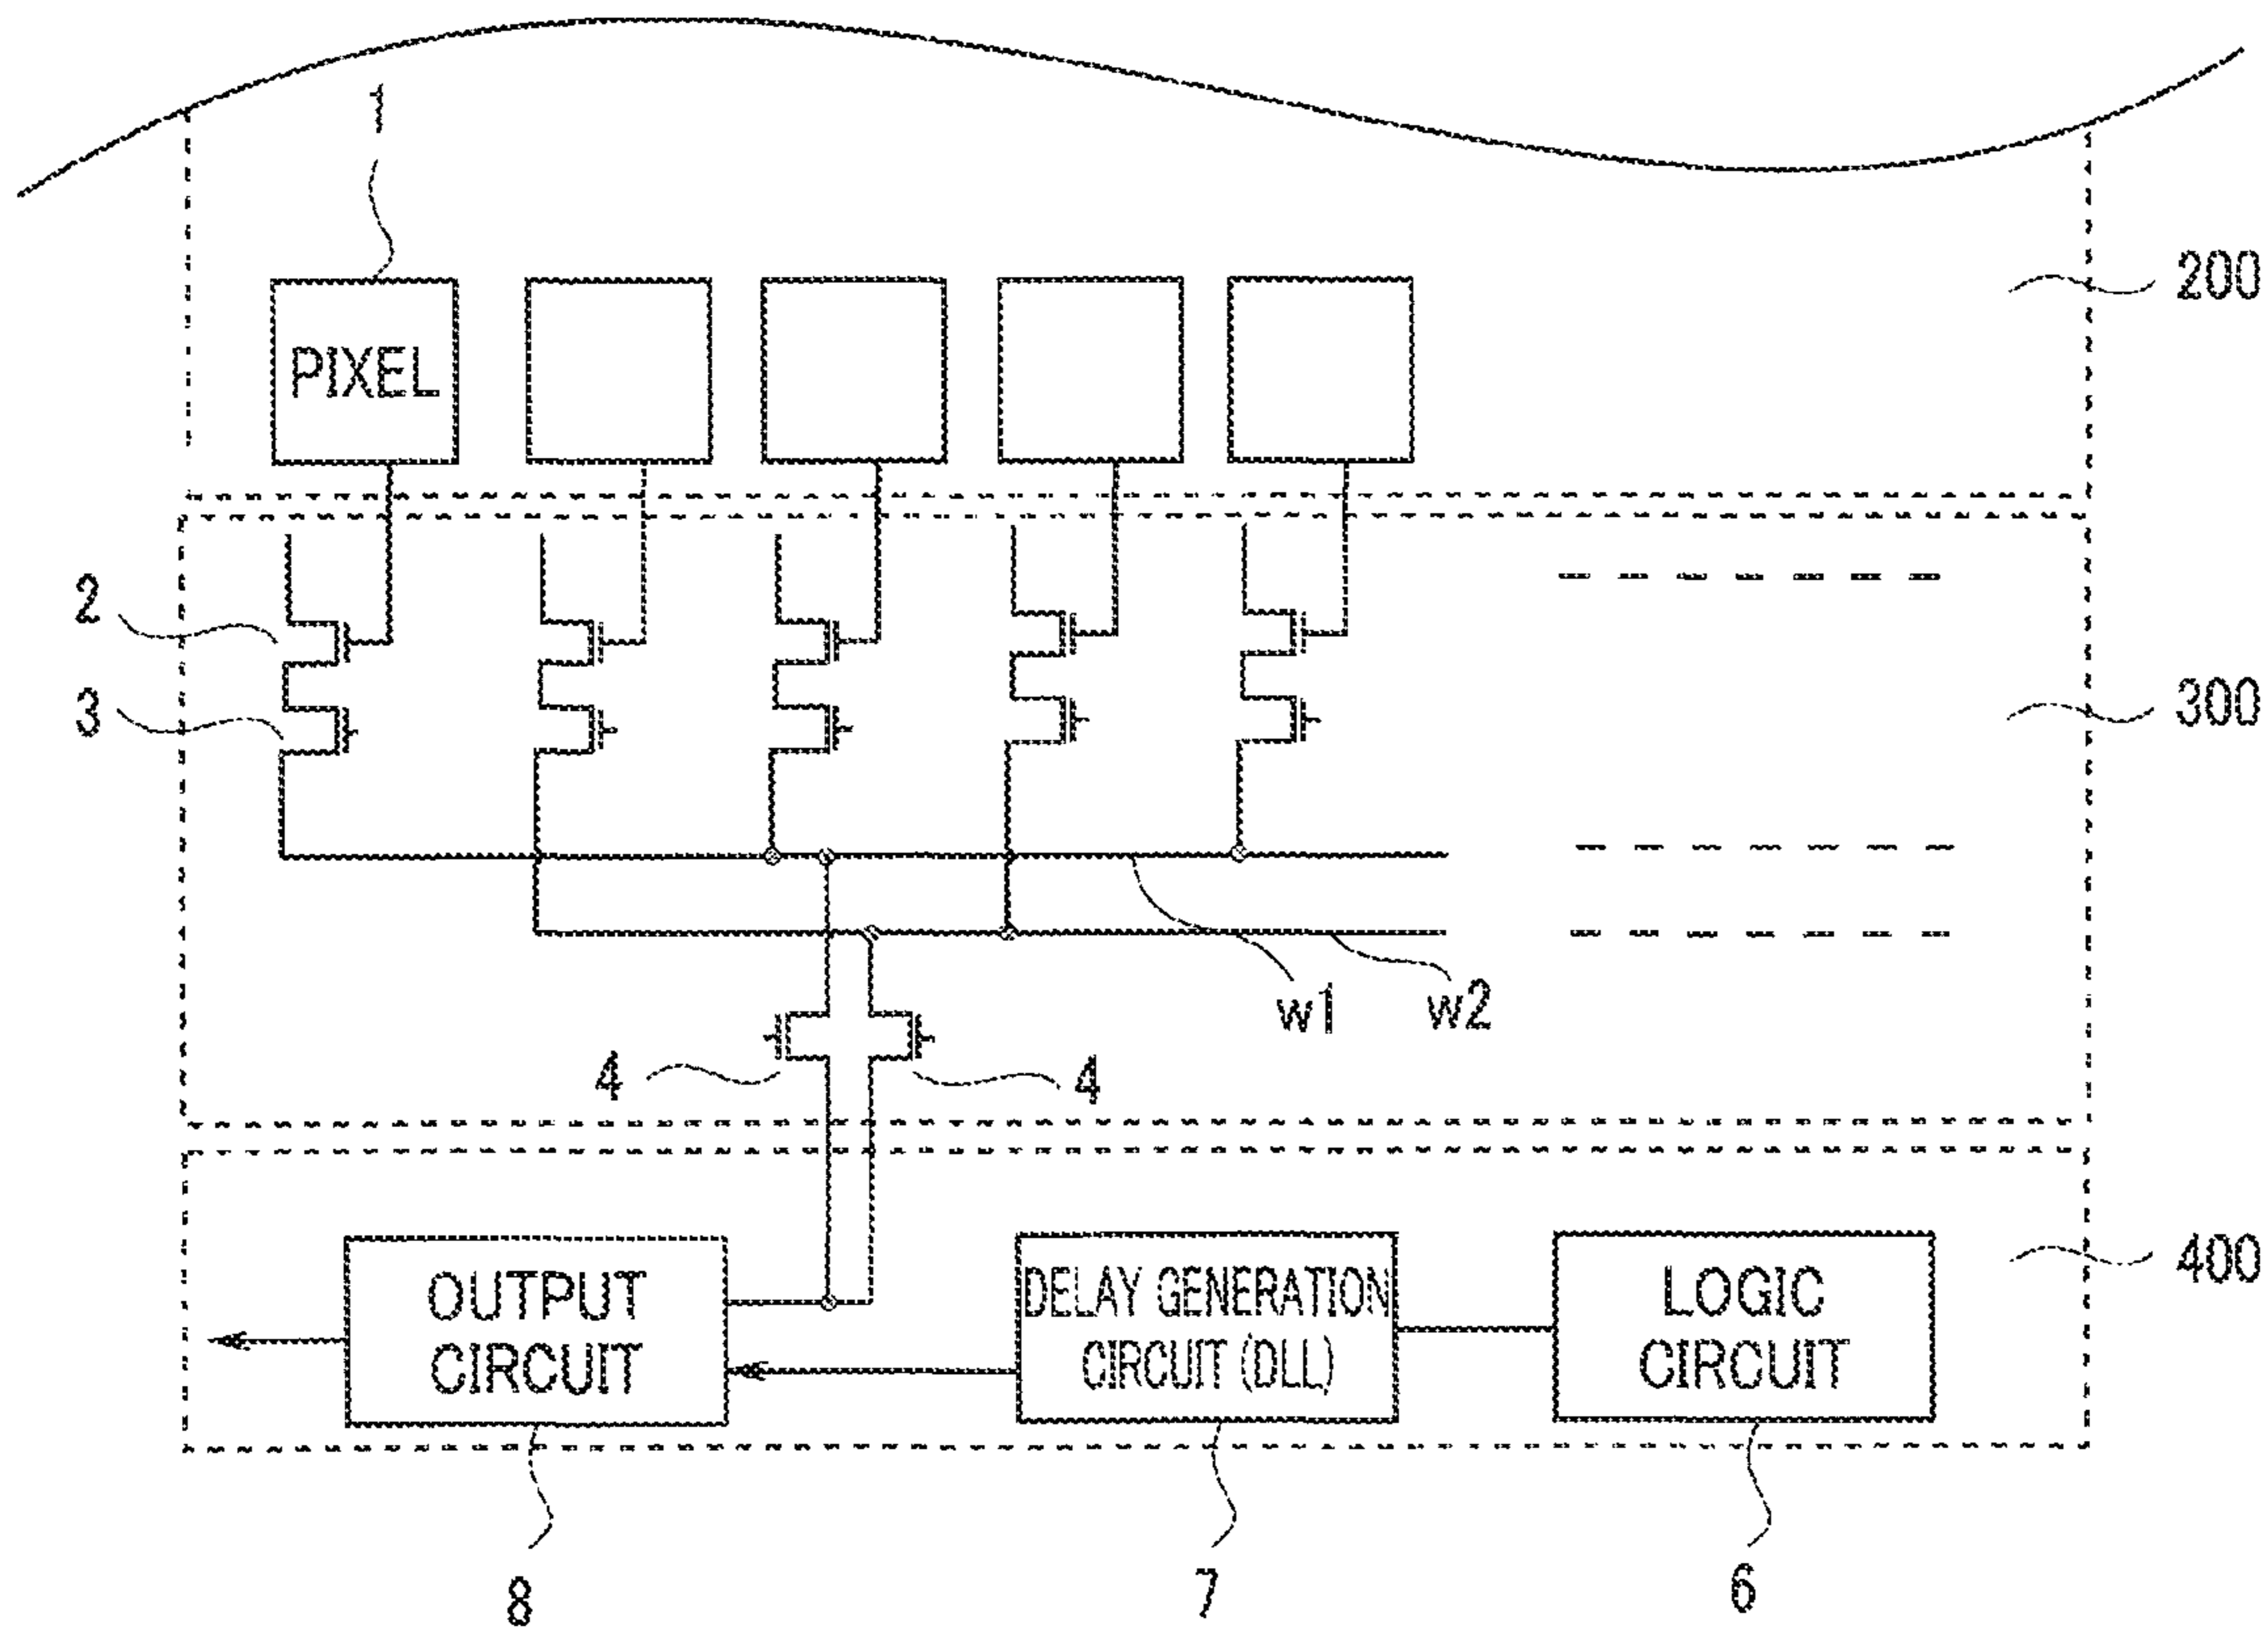 1
200
PIXEL
2
3
300
w1
w2
4
4
400
OUTPUT
CIRCUIT
DELAY GENERATION
CIRCUIT (DLL)
LOGIC
CIRCUIT
8
7
6